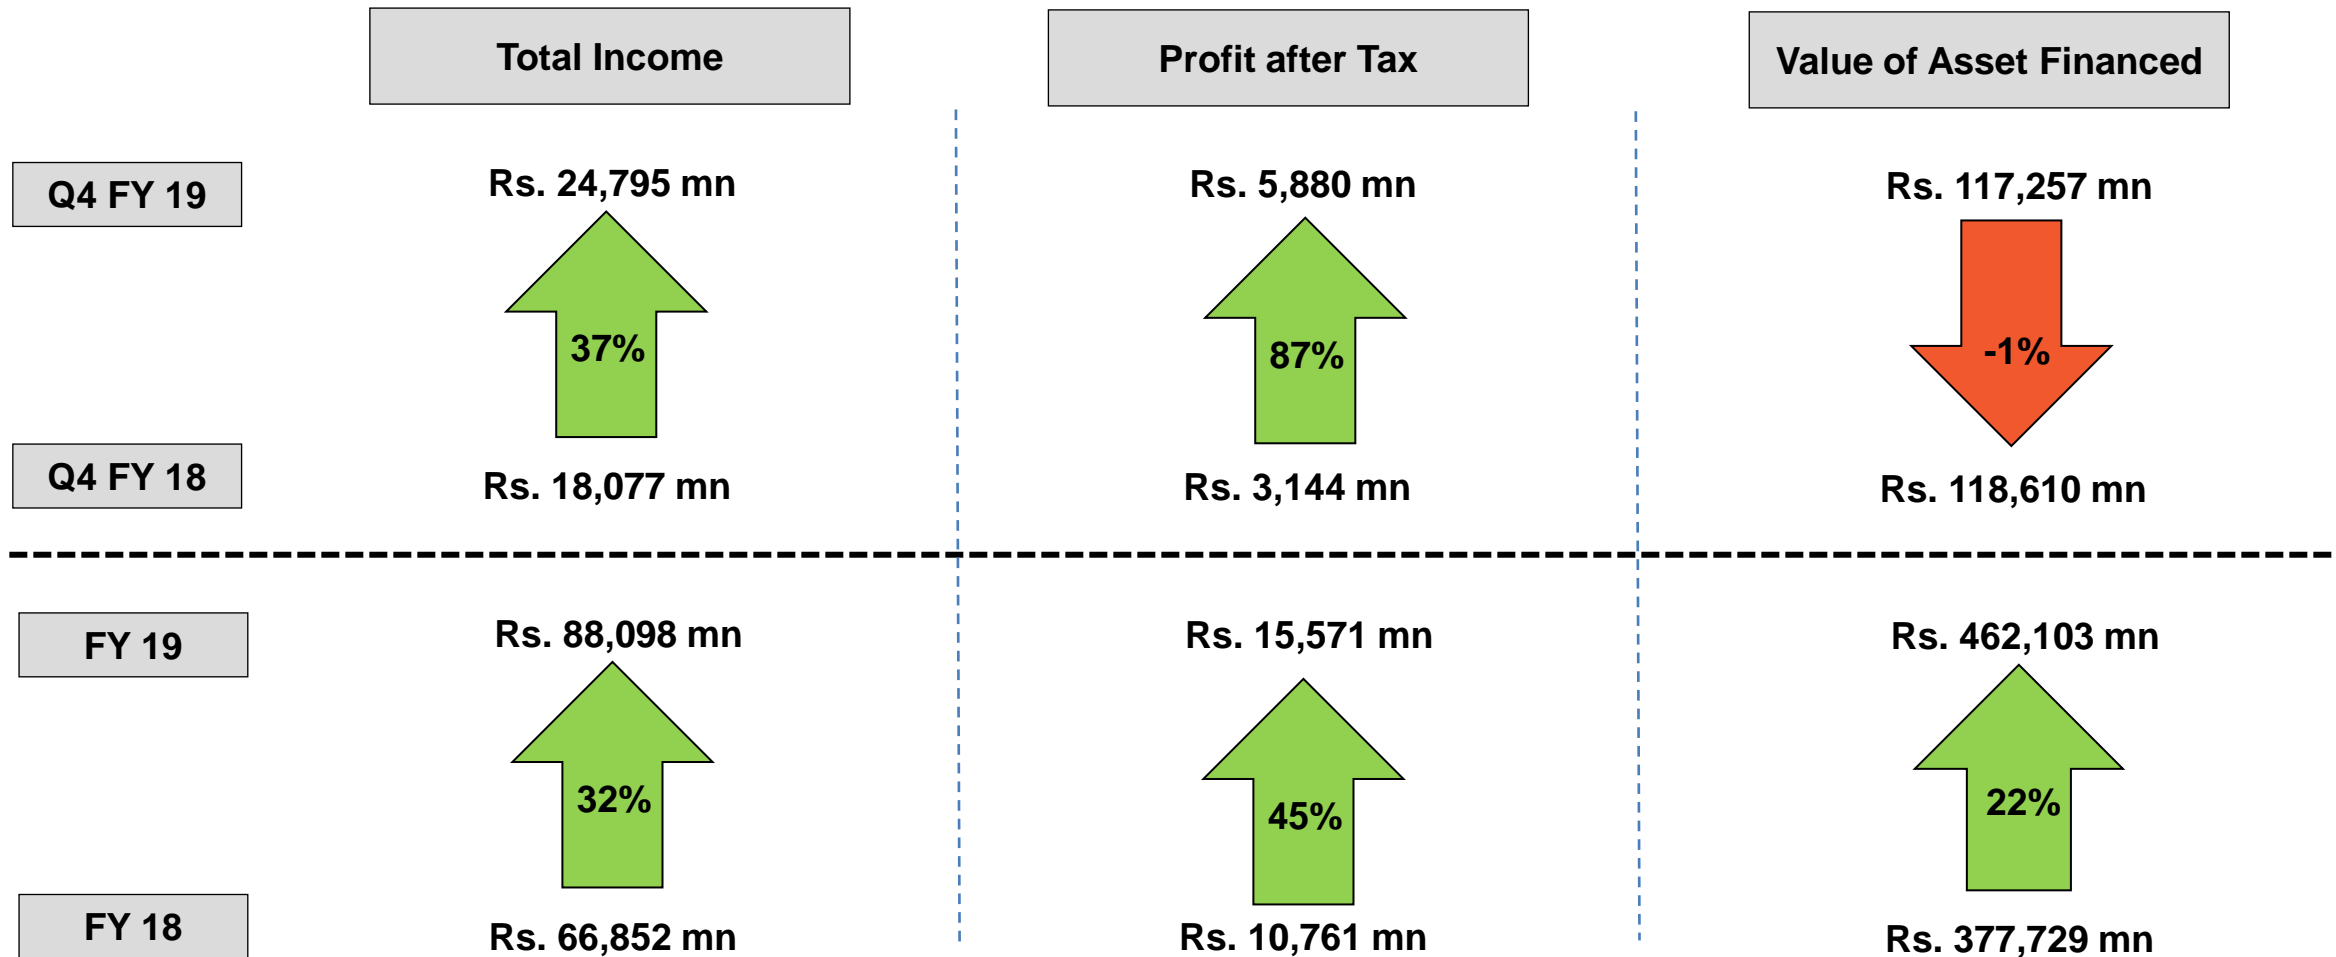 Total Income
Profit after Tax
Value of Asset Financed
Q4 FY 19
Rs. 24,795 mn
Rs. 5,880 mn
Rs. 117,257 mn
37%
87%
-1%
Q4 FY 18
Rs. 18,077 mn
Rs. 3,144 mn
Rs. 118,610 mn
FY 19
Rs. 88,098 mn
Rs. 15,571 mn
Rs. 462,103 mn
32%
45%
22%
FY 18
Rs. 66,852 mn
Rs. 10,761 mn
Rs. 377,729 mn